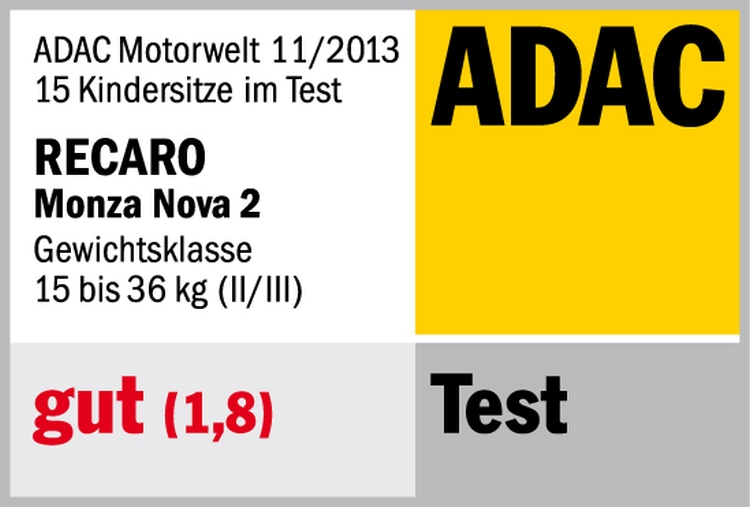 ADAC Motorwelt 11/2013
15 Kindersitze im Test
RECARO
Monza Nova 2
Gewichtsklasse
15 bis 36 kg (II/III)
gut (1,8)
ADAC
Test